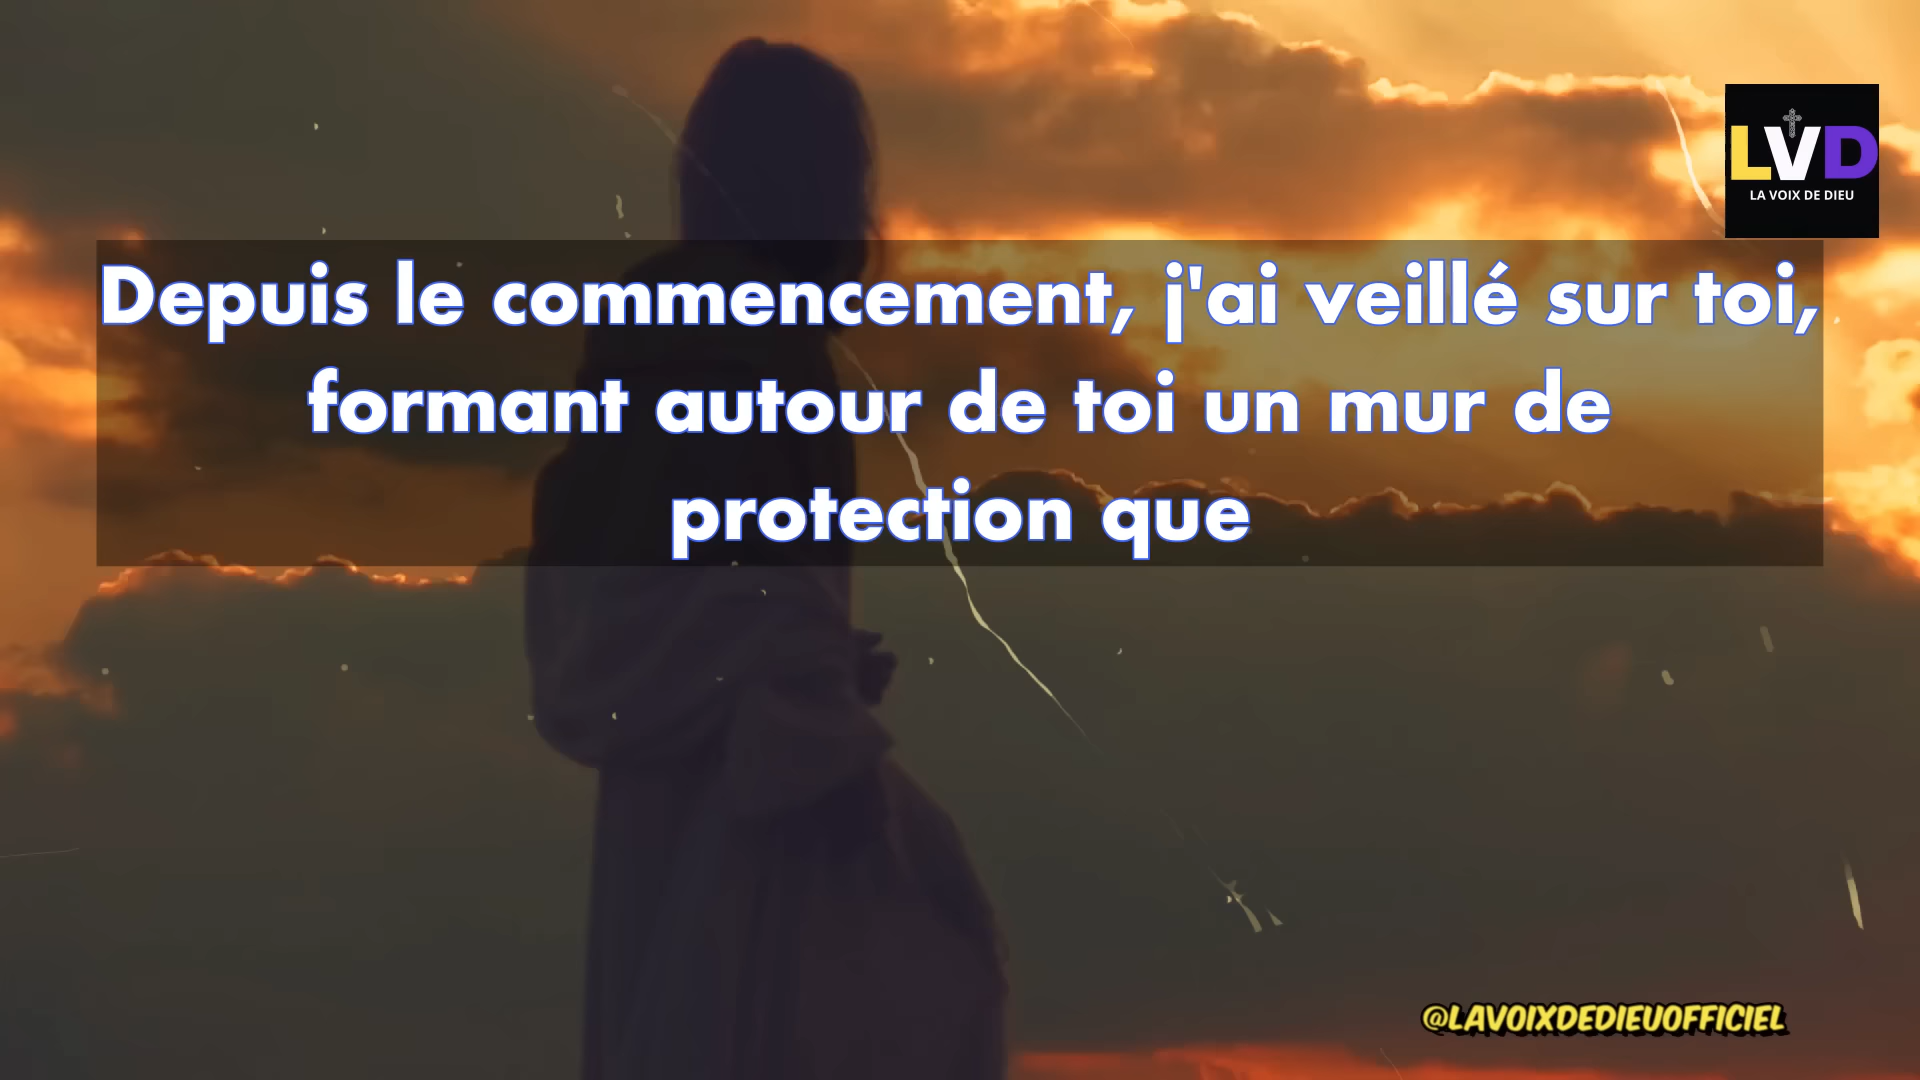 LVD
LA VOIX DE DIEU
Depuis le commencement, j'ai veillé sur toi,
formant autour de toi un mur de
protection que
@LAVOIXDEDIEUOFFICIEL